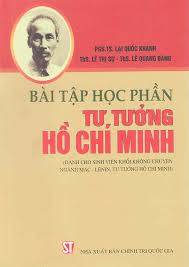 PGS.TS. LẠI QUỐC KHÁNH
ThS. LÊ THỊ SỰ - ThS. LÊ QUANG ĐĂNG
BÀI TẬP HỌC PHẦN
TƯ TƯỞNG
HỒ CHÍ MINH
(DÀNH CHO SINH VIÊN KHỐI KHÔNG CHUYÊN
NGÀNH MÁC - LÊNIN, TƯ TƯỞNG HỒ CHÍ MINH)
ST
NHÀ XUẤT BẢN CHÍNH TRỊ QUỐC GIA